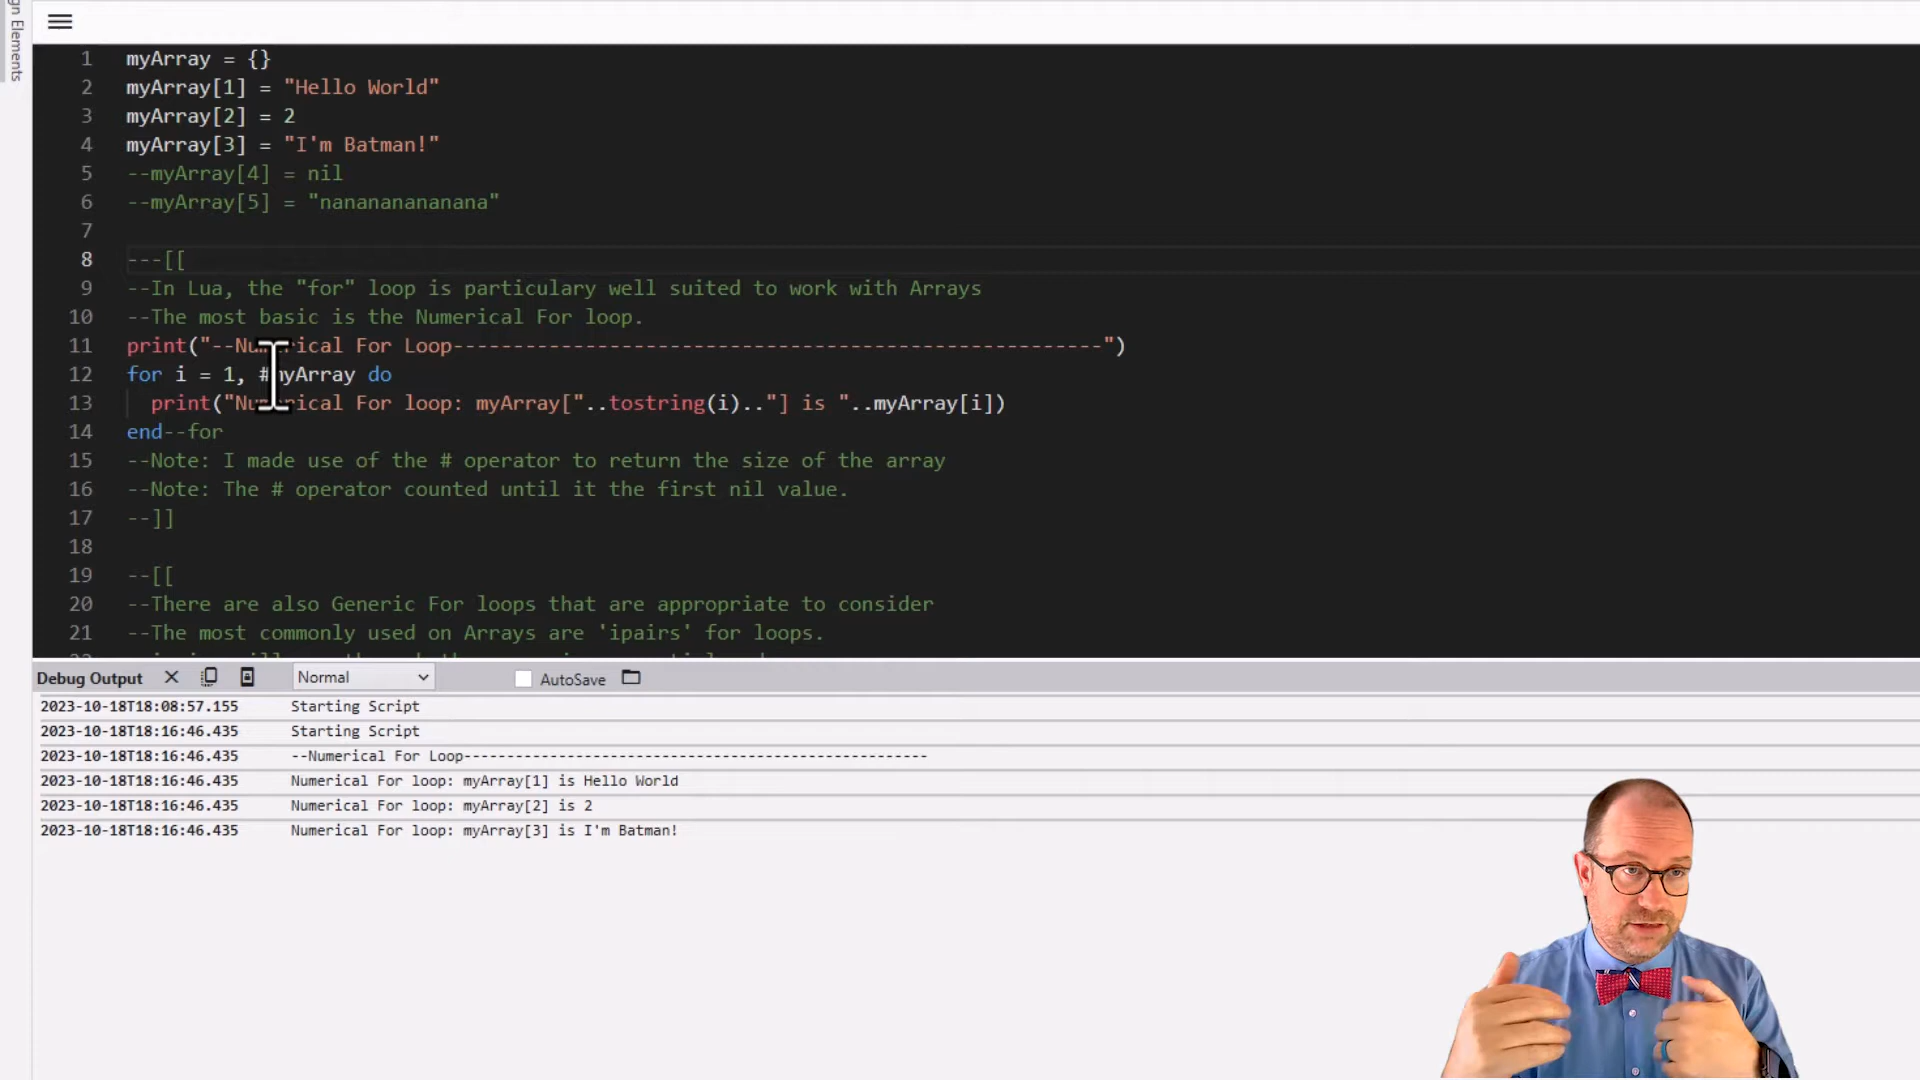 gn Elements
1 myArray = {}
2 myArray[1] = "Hello World"
3 myArray[2] = 2
4 myArray[3] = "I'm Batman!"
5 --myArray[4] = nil
6 --myArray[5] = "nanananananana"
7
8 ---[[
9 --In Lua, the "for" loop is particulary well suited to work with Arrays
10 --The most basic is the Numerical For loop.
11 print("--Numerical For Loop------------------------------------------------------")
12 for i = 1, #myArray do
13 print("Numerical For loop: myArray["..tostring(i).."] is "..myArray[i])
14 end--for
15 --Note: I made use of the # operator to return the size of the array
16 --Note: The # operator counted until it the first nil value.
17 --]]
18
19 --[[
20 --There are also Generic For loops that are appropriate to consider
21 --The most commonly used on Arrays are 'ipairs' for loops.
Debug Output Normal AutoSave
2023-10-18T18:08:57.155 Starting Script
2023-10-18T18:16:46.435 Starting Script
2023-10-18T18:16:46.435 --Numerical For Loop------------------------------------------------------
2023-10-18T18:16:46.435 Numerical For loop: myArray[1] is Hello World
2023-10-18T18:16:46.435 Numerical For loop: myArray[2] is 2
2023-10-18T18:16:46.435 Numerical For loop: myArray[3] is I'm Batman!